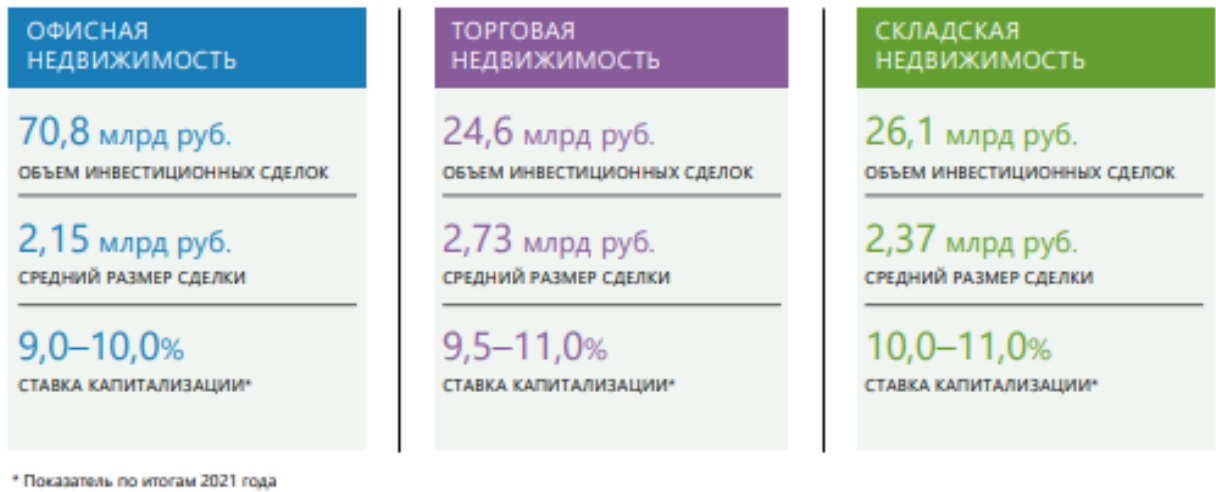 ОФИСНАЯ
НЕДВИЖИМОСТЬ
70,8 млрд руб.
ОБЪЕМ ИНВЕСТИЦИОННЫХ СДЕЛОК
2,15 млрд руб.
СРЕДНИЙ РАЗМЕР СДЕЛКИ
9,0–10,0%
СТАВКА КАПИТАЛИЗАЦИИ*
ТОРГОВАЯ
НЕДВИЖИМОСТЬ
24,6 млрд руб.
ОБЪЕМ ИНВЕСТИЦИОННЫХ СДЕЛОК
2,73 млрд руб.
СРЕДНИЙ РАЗМЕР СДЕЛКИ
9,5–11,0%
СТАВКА КАПИТАЛИЗАЦИИ*
СКЛАДСКАЯ
НЕДВИЖИМОСТЬ
26,1 млрд руб.
ОБЪЕМ ИНВЕСТИЦИОННЫХ СДЕЛОК
2,37 млрд руб.
СРЕДНИЙ РАЗМЕР СДЕЛКИ
10,0–11,0%
СТАВКА КАПИТАЛИЗАЦИИ*
* Показатель по итогам 2021 года